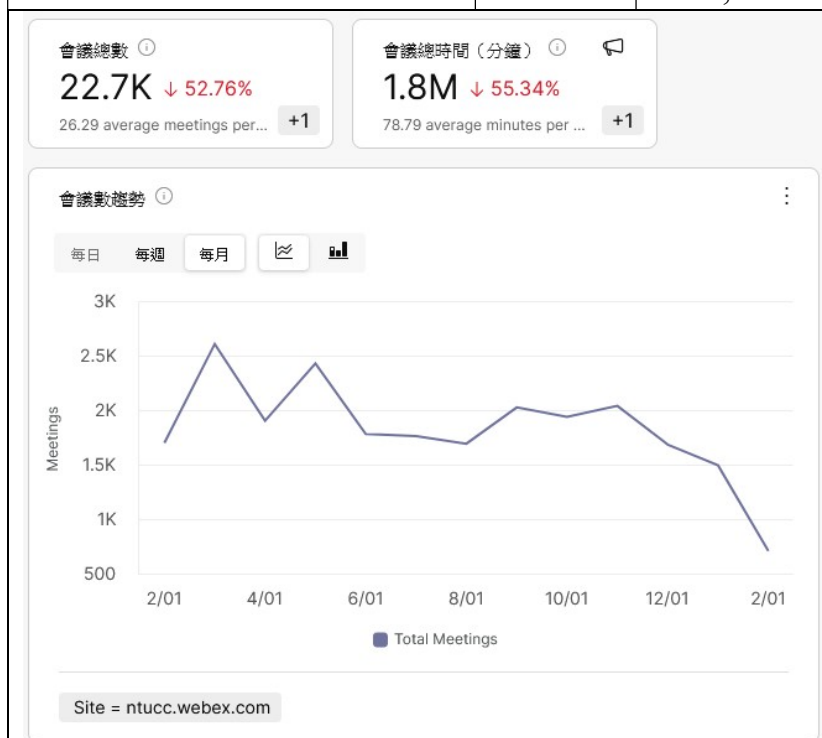 會議總數
22.7K ↓ 52.76%
26.29 average meetings per... +1
會議總時間（分鐘）
1.8M ↓ 55.34%
78.79 average minutes per ... +1
會議數趨勢
每日 每週 每月
3K
2.5K
2K
1.5K
1K
500
Meetings
2/01 4/01 6/01 8/01 10/01 12/01 2/01
Total Meetings
Site = ntucc.webex.com